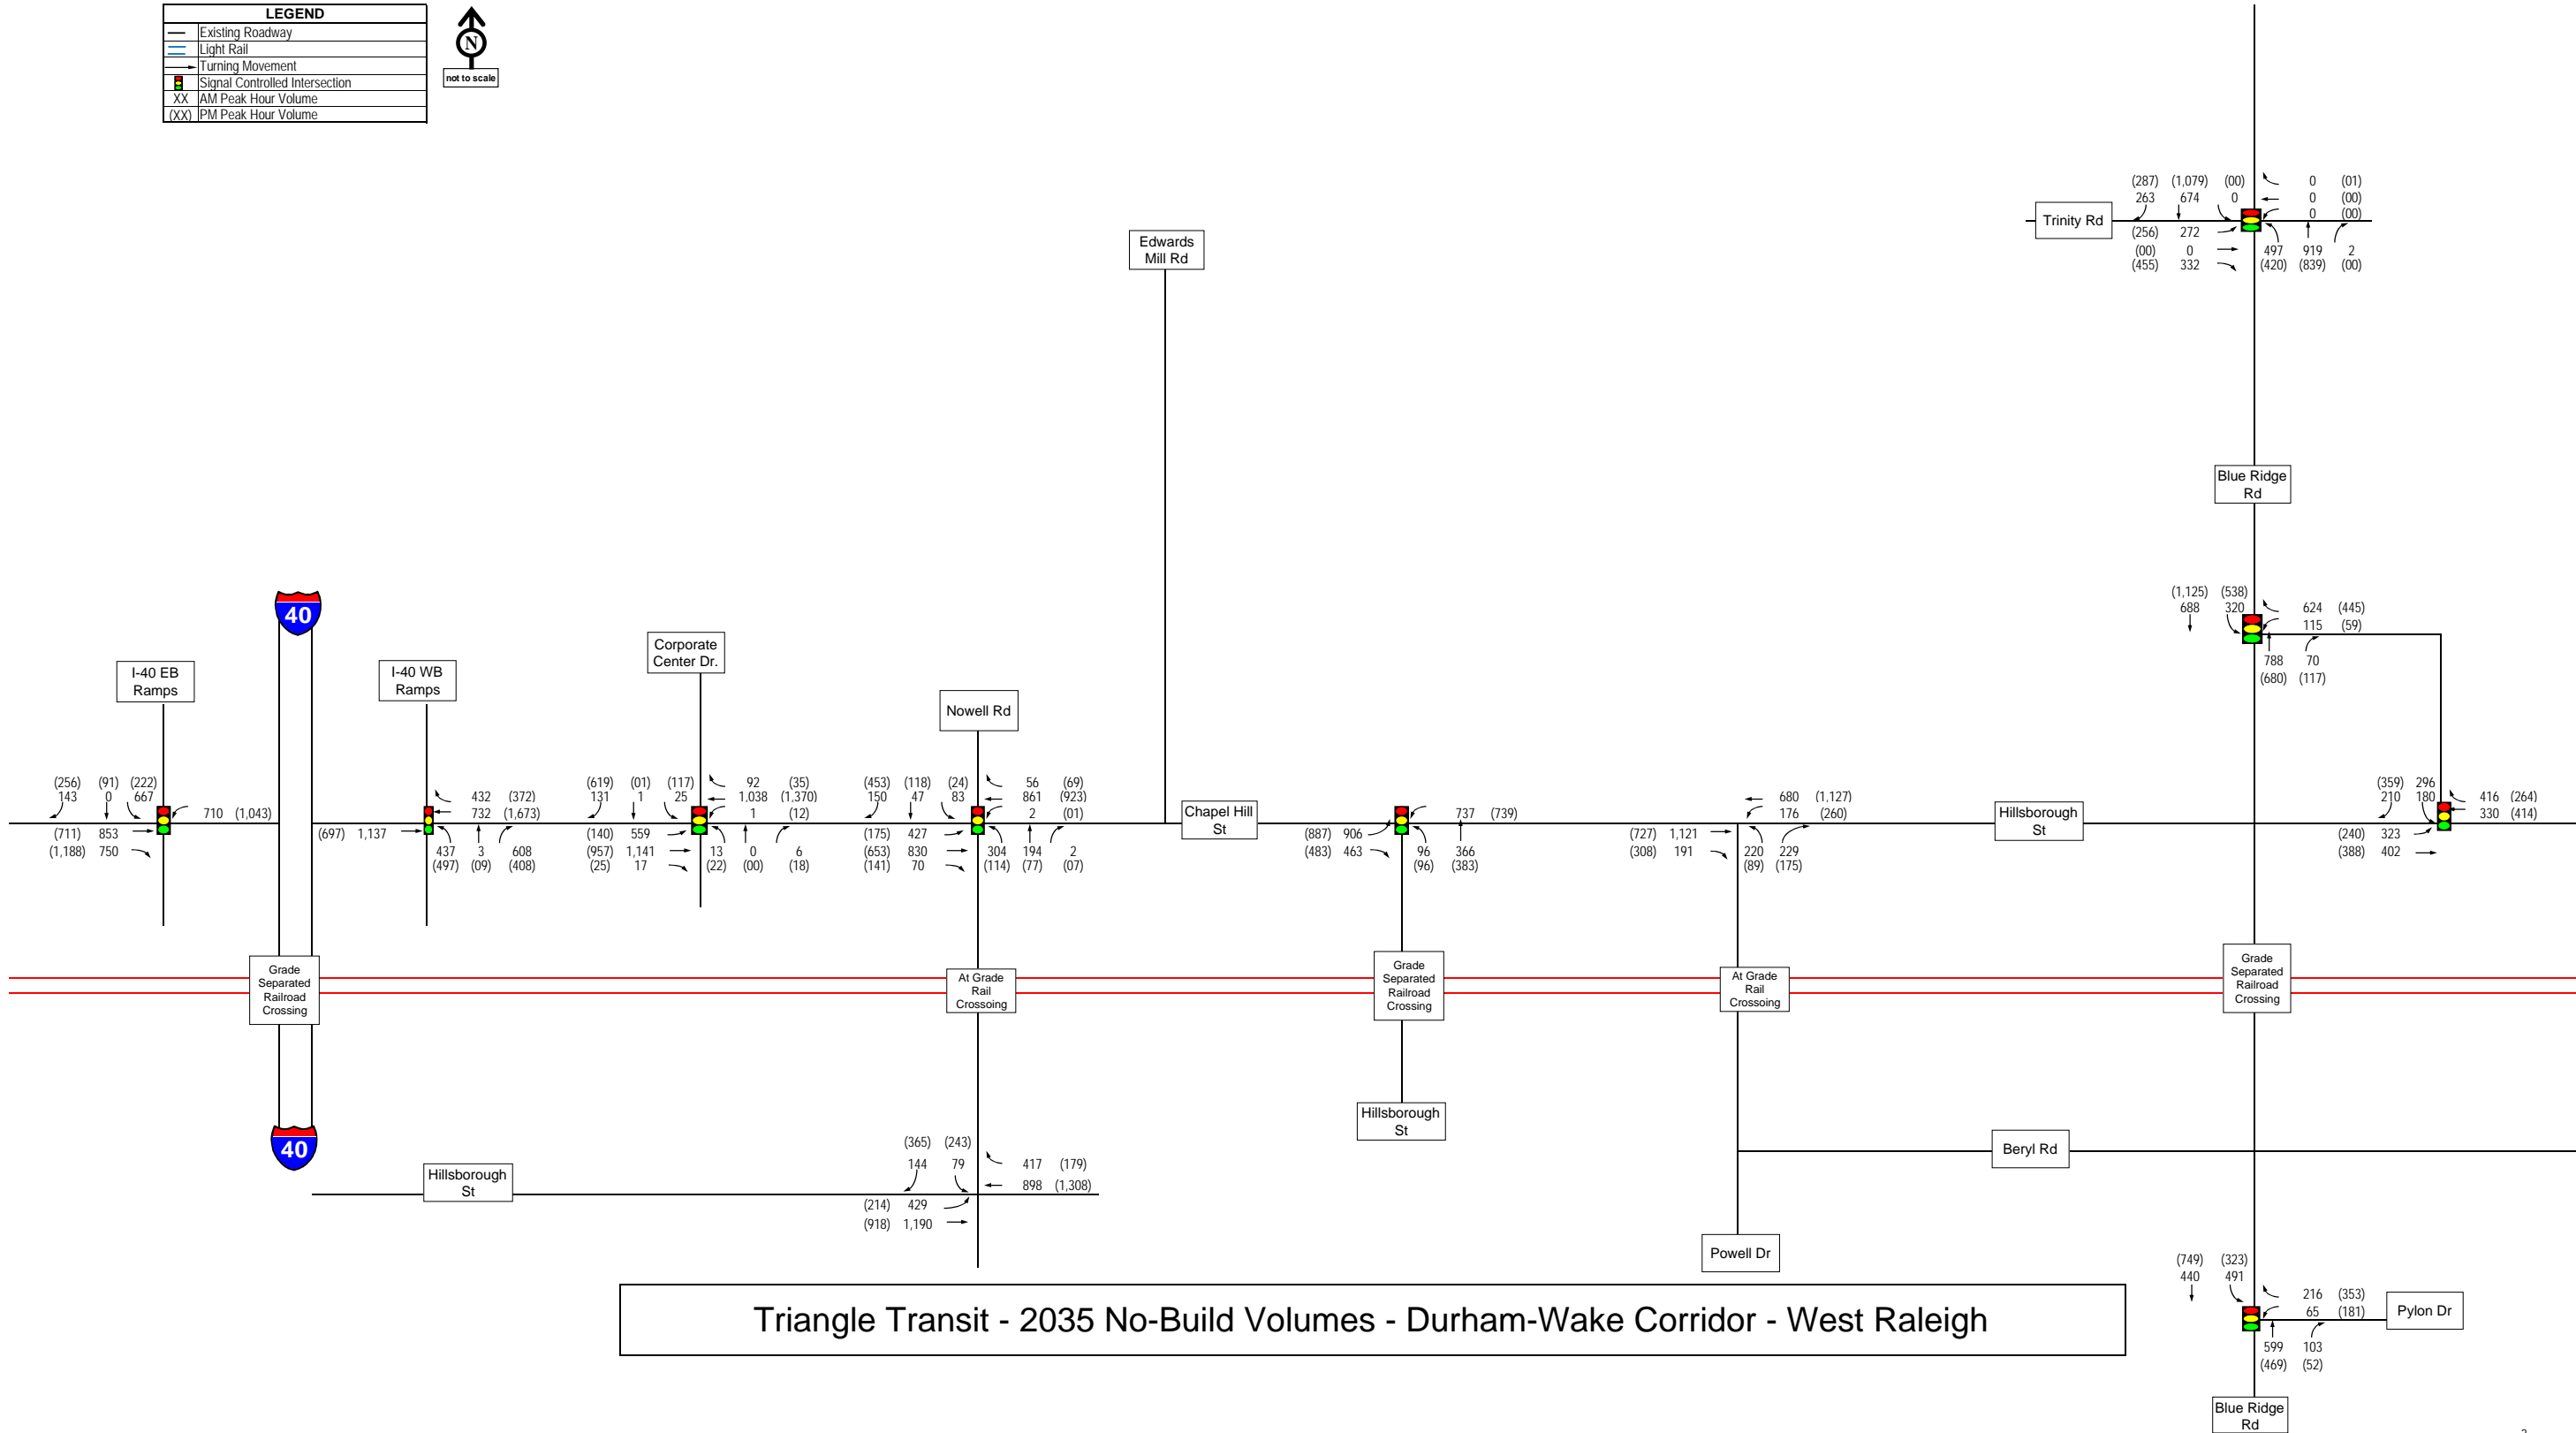 LEGEND
Existing Roadway
Light Rail
Turning Movement
Signal Controlled Intersection
XX AM Peak Hour Volume
(XX) PM Peak Hour Volume
N
not to scale
(287) (1,079) (00) 0 (01)
263 674 0 0 (00)
0 (00)
Trinity Rd
(256) 272
(00) 0 497 919 2
(455) 332 (420) (839) (00)
Edwards
Mill Rd
Blue Ridge
Rd
(1,125) (538)
688 320 624 (445)
115 (59)
788 70
(680) (117)
40
I-40 EB
Ramps
I-40 WB
Ramps
Corporate
Center Dr.
Nowell Rd
(256) (91) (222)
143 0 667
710 (1,043)
(711) 853
(1,188) 750
432 (372)
732 (1,673)
(697) 1,137
437 3 608
(497) (09) (408)
(619) (01) (117) 92 (35)
131 1 25 1,038 (1,370)
1 (12)
(140) 559
(957) 1,141 13 0 6
(25) 17 (22) (00) (18)
(453) (118) (24) 56 (69)
150 47 83 861 (923)
2 (01)
(175) 427
(653) 830 304 194 2
(141) 70 (114) (77) (07)
Chapel Hill
St
737 (739)
(887) 906
(483) 463 96 366
(96) (383)
680 (1,127)
176 (260)
(727) 1,121
(308) 191 220 229
(89) (175)
Hillsborough
St
(359) 296
210 180 416 (264)
330 (414)
(240) 323
(388) 402
Grade
Separated
Railroad
Crossing
At Grade
Rail
Crossoing
Grade
Separated
Railroad
Crossing
At Grade
Rail
Crossoing
Grade
Separated
Railroad
Crossing
40
Hillsborough
St
Hillsborough
St
(365) (243)
144 79 417 (179)
898 (1,308)
(214) 429
(918) 1,190
Beryl Rd
Powell Dr
(749) (323)
440 491 216 (353)
65 (181)
Pylon Dr
599 103
(469) (52)
Blue Ridge
Rd
Triangle Transit - 2035 No-Build Volumes - Durham-Wake Corridor - West Raleigh